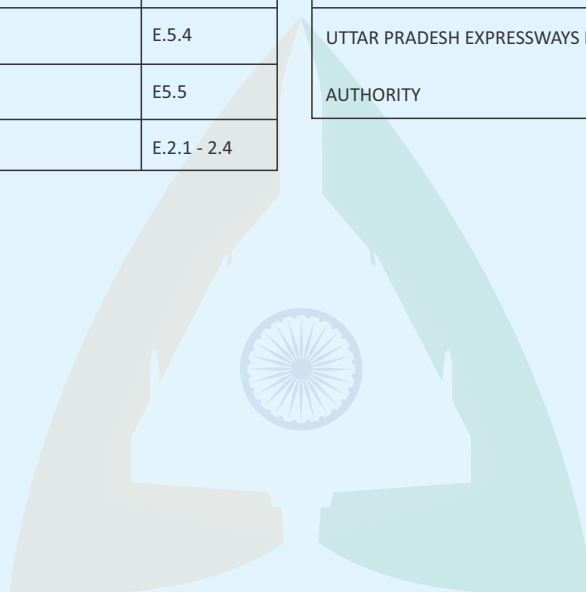 E.5.4
E5.5
E.2.1 - 2.4
UTTAR PRADESH EXPRESSWAYS
AUTHORITY